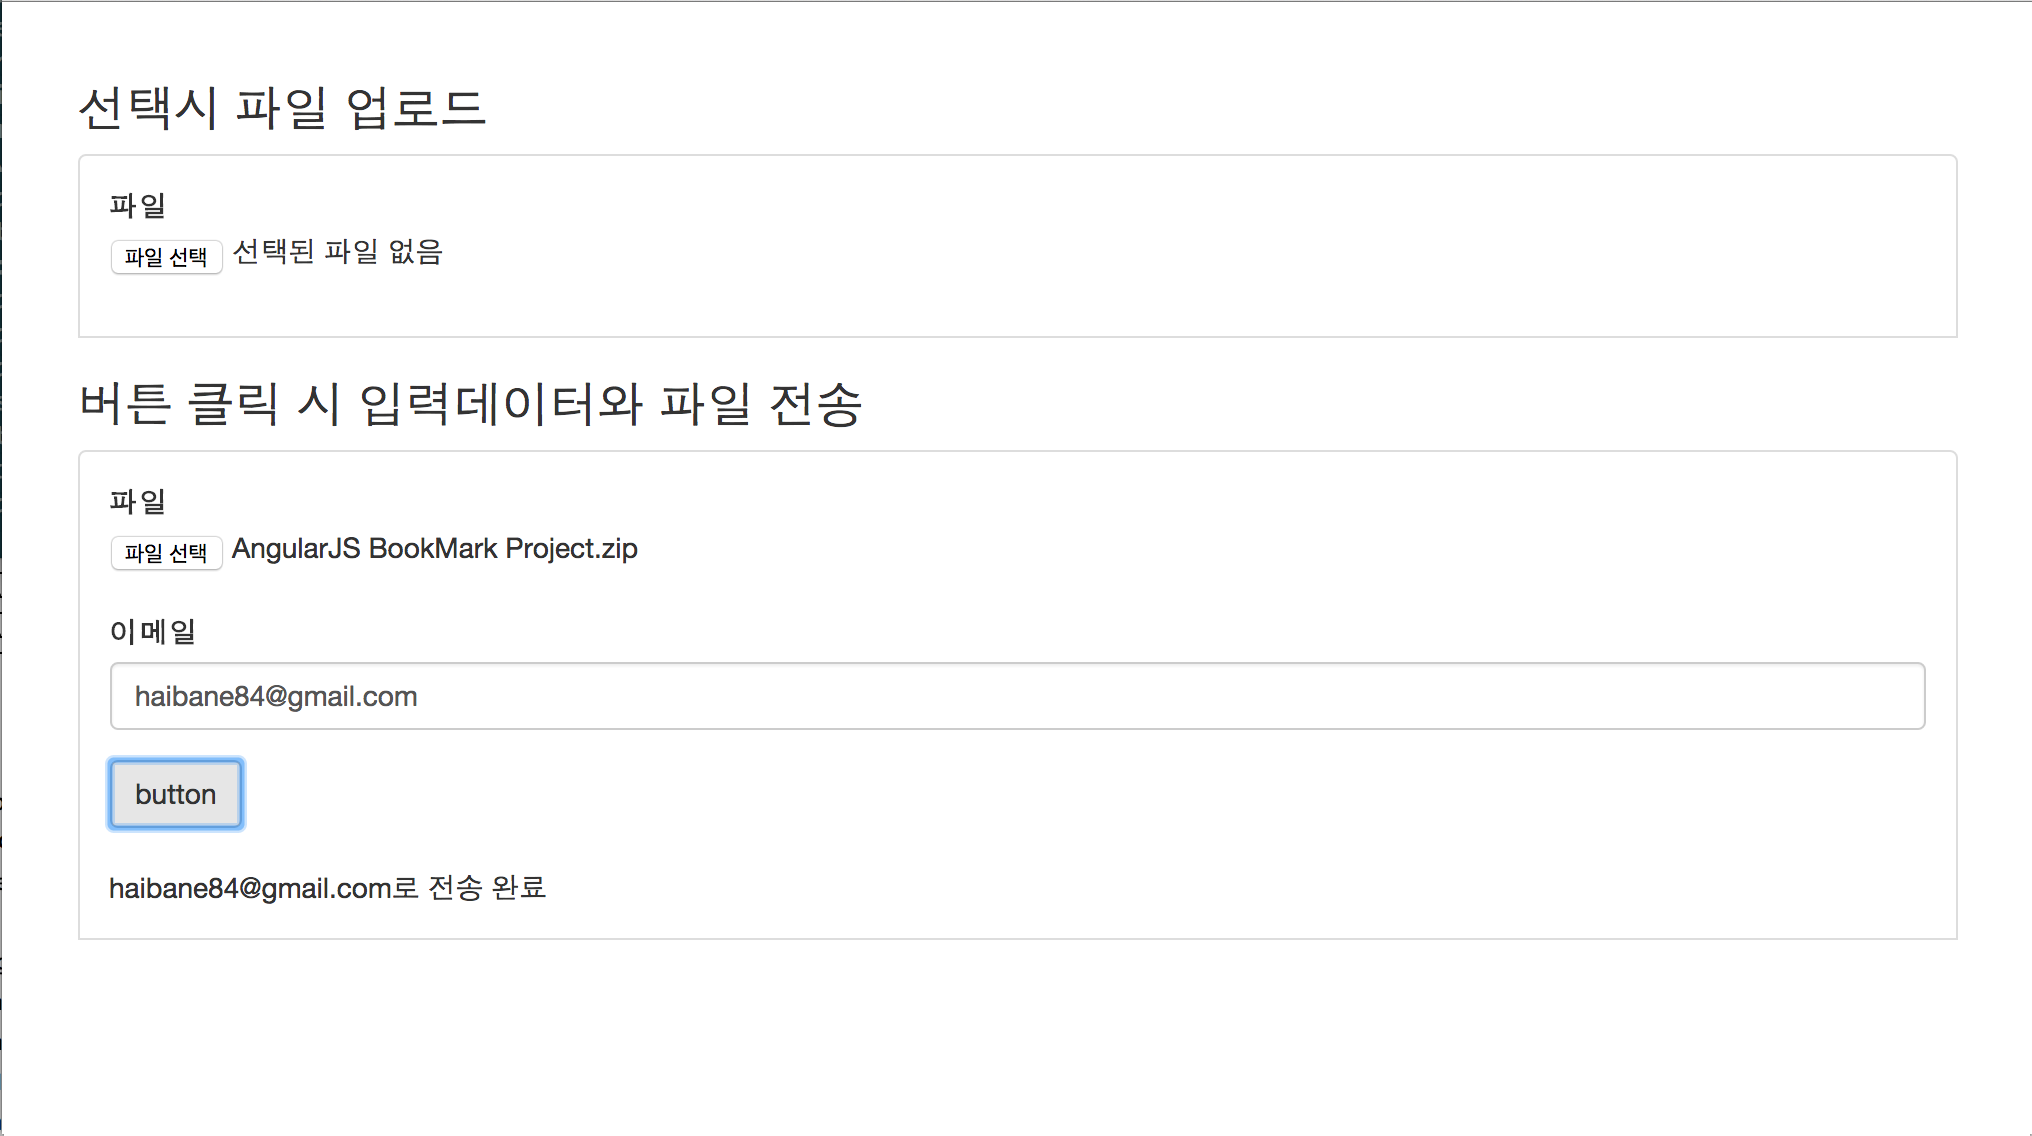 선택시 파일 업로드
파일
파일 선택 선택된 파일 없음
버튼 클릭 시 입력데이터와 파일 전송
파일
파일 선택 AngularJS BookMark Project.zip
이메일
haibane84@gmail.com
button
haibane84@gmail.com로 전송 완료